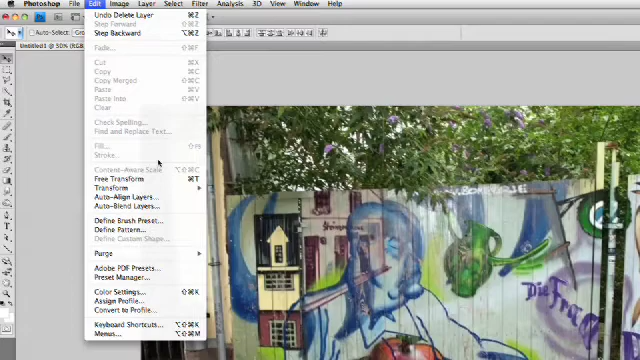 Photoshop File Edit Image Layer Select Filter Analysis 3D View Window Help
Auto-Select:
Untitled1 @ 50% (RGB
Undo Delete Layer ⌘Z
Step Forward ⇧⌘Z
Step Backward ⌥⌘Z
Fade... ⇧⌘F
Cut ⌘X
Copy ⌘C
Copy Merged ⇧⌘C
Paste ⌘V
Paste Into ⇧⌘V
Clear
Check Spelling...
Find and Replace Text...
Fill... ⇧F5
Stroke...
Content-Aware Scale ⌥⇧⌘C
Free Transform ⌘T
Transform
Auto-Align Layers...
Auto-Blend Layers...
Define Brush Preset...
Define Pattern...
Define Custom Shape...
Purge
Adobe PDF Presets...
Preset Manager...
Color Settings... ⇧⌘K
Assign Profile...
Convert to Profile...
Keyboard Shortcuts... ⌥⇧⌘K
Menus... ⌥⇧⌘M
Die